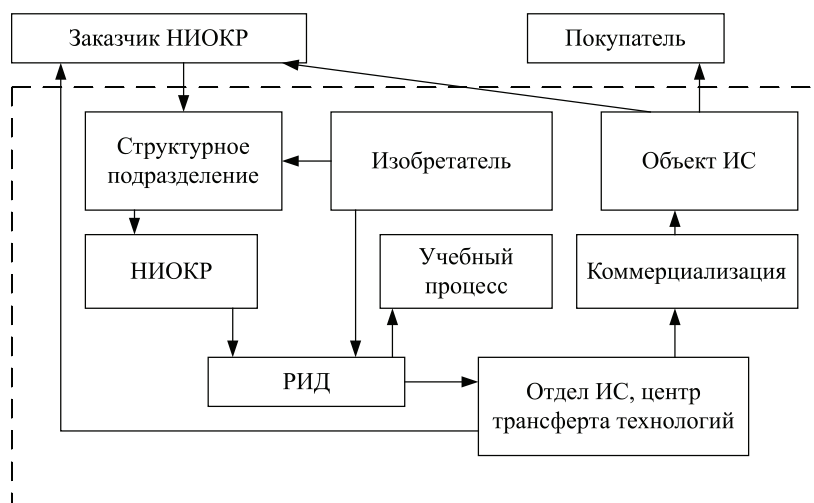 Заказчик НИОКР
Покупатель
Структурное
подразделение
Изобретатель
Объект ИС
НИОКР
Учебный
процесс
Коммерциализация
РИД
Отдел ИС, центр
трансферта технологий